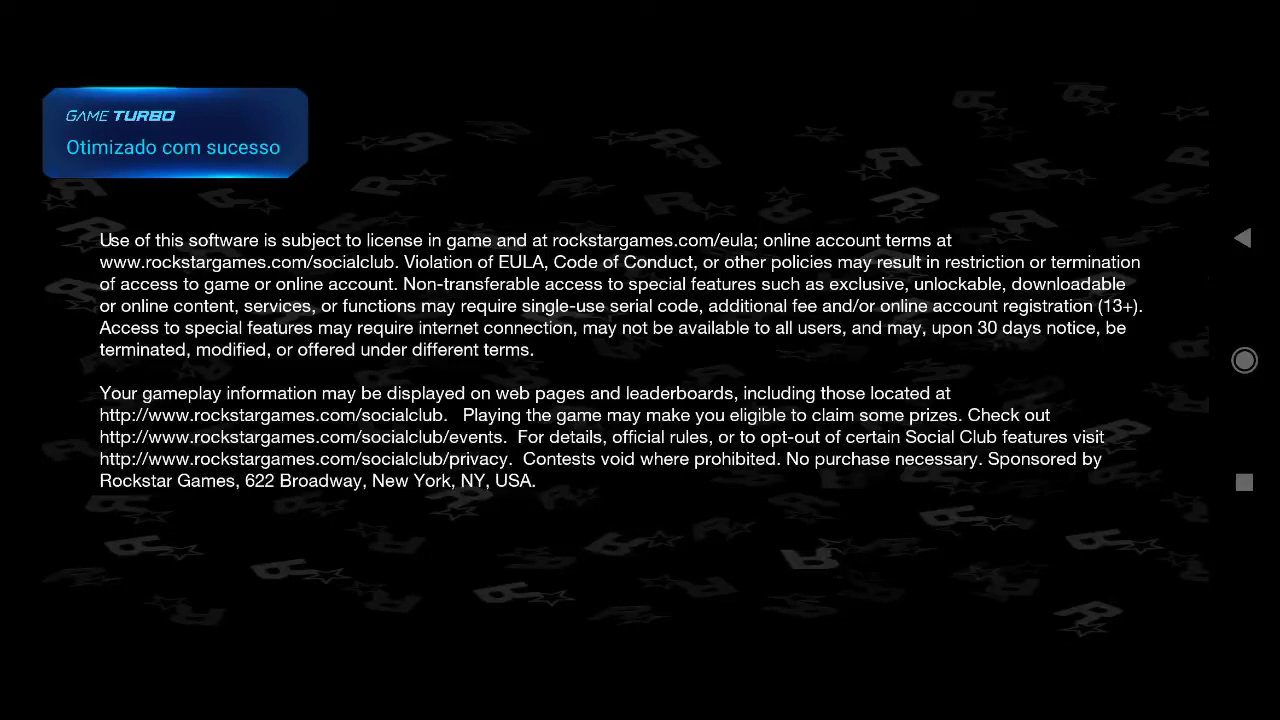 GAME TURBO
Otimizado com sucesso
Use of this software is subject to license in game and at rockstargames.com/eula; online account terms at
www.rockstargames.com/socialclub. Violation of EULA, Code of Conduct, or other policies may result in restriction or termination
of access to game or online account. Non-transferable access to special features such as exclusive, unlockable, downloadable
or online content, services, or functions may require single-use serial code, additional fee and/or online account registration (13+).
Access to special features may require internet connection, may not be available to all users, and may, upon 30 days notice, be
terminated, modified, or offered under different terms.
Your gameplay information may be displayed on web pages and leaderboards, including those located at
http://www.rockstargames.com/socialclub.   Playing the game may make you eligible to claim some prizes. Check out
http://www.rockstargames.com/socialclub/events.  For details, official rules, or to opt-out of certain Social Club features visit
http://www.rockstargames.com/socialclub/privacy.  Contests void where prohibited. No purchase necessary. Sponsored by
Rockstar Games, 622 Broadway, New York, NY, USA.